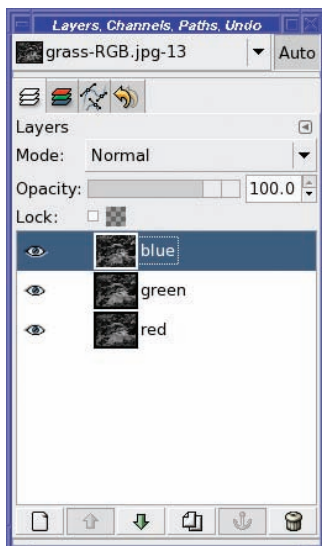 Layers, Channels, Paths, Undo
grass-RGB.jpg-13 Auto
Layers
Mode: Normal
Opacity: 100.0
Lock:
blue
green
red